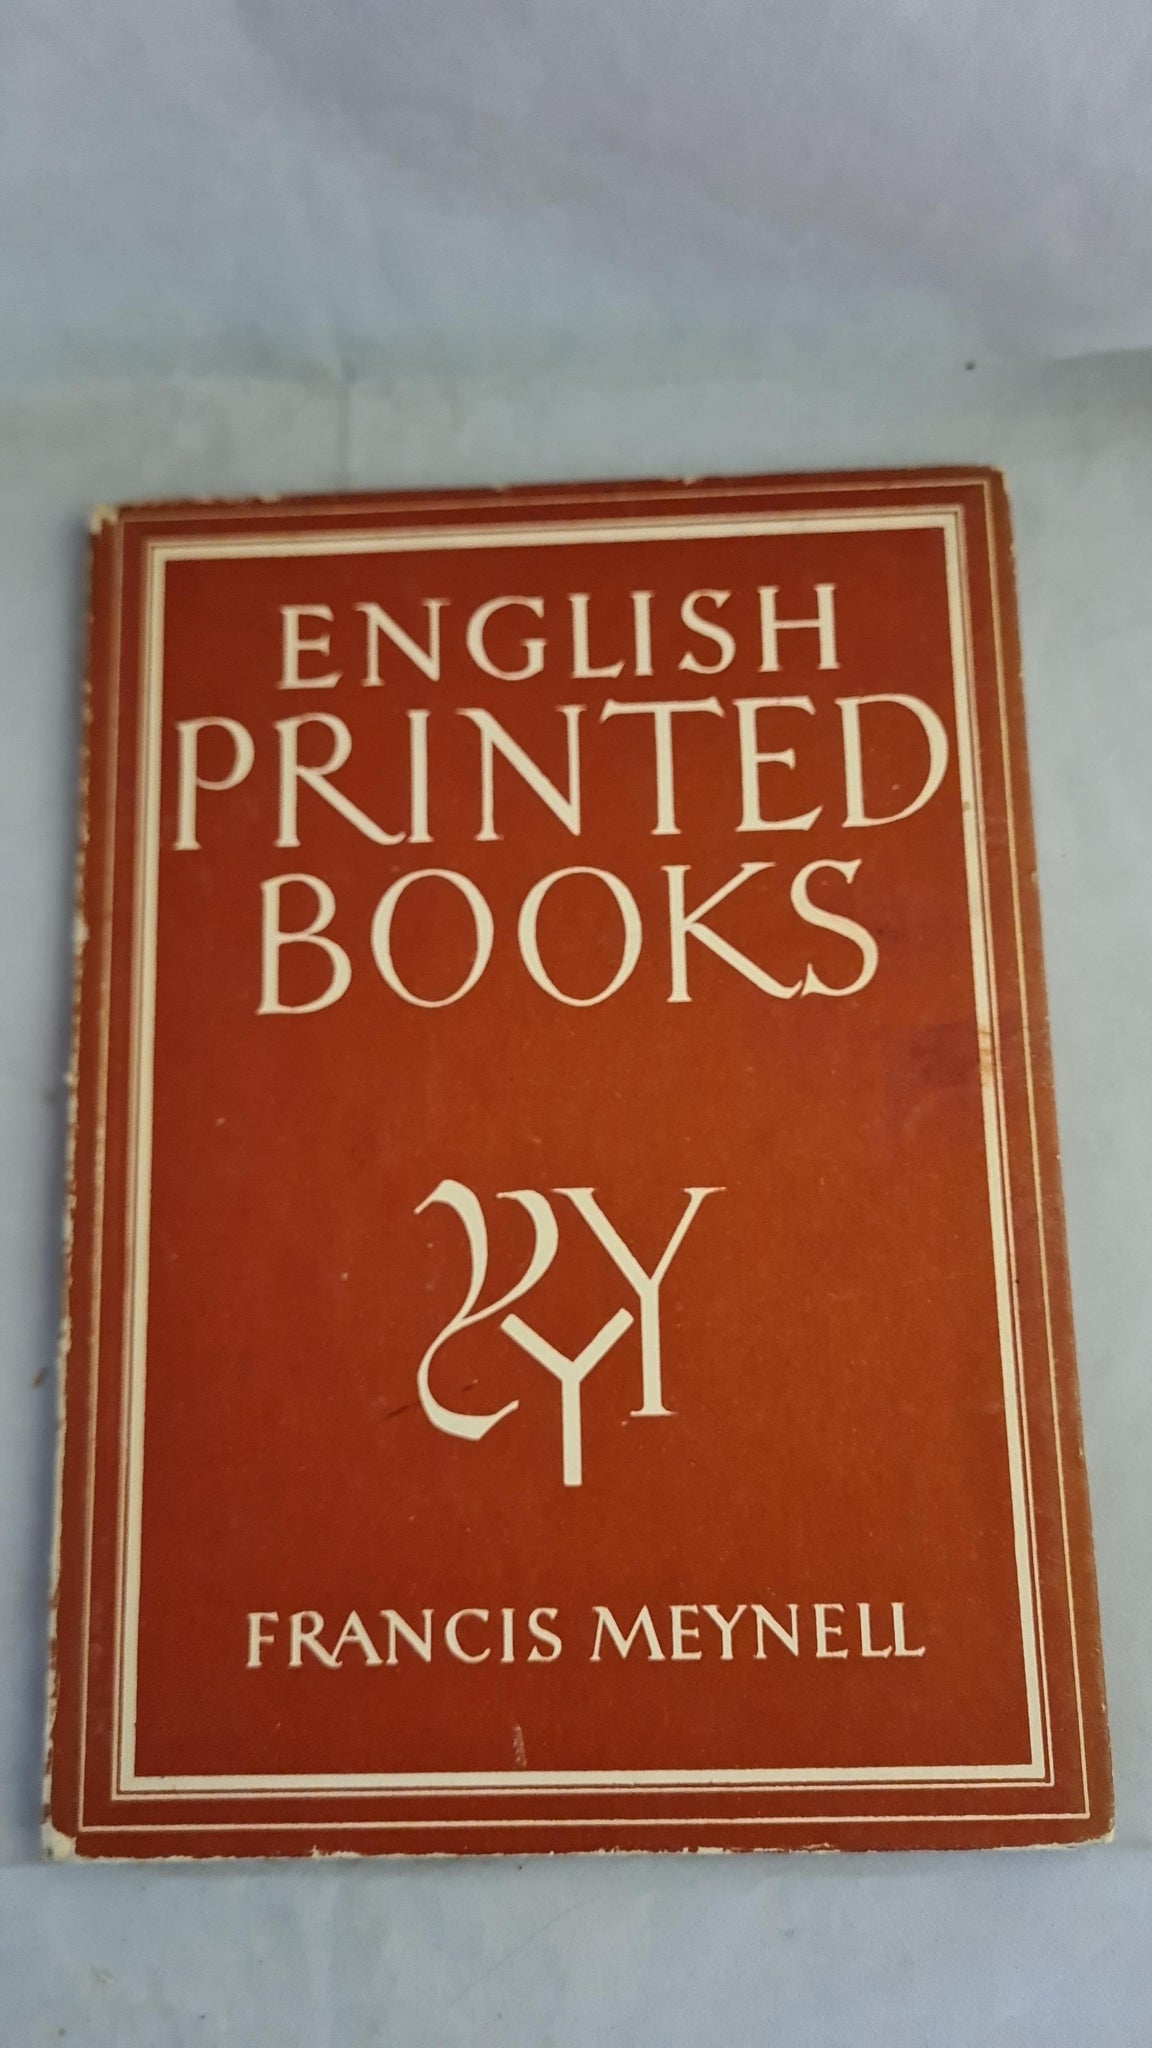 ENGLISH
PRINTED
BOOKS
Y Y
Y
FRANCIS MEYNELL